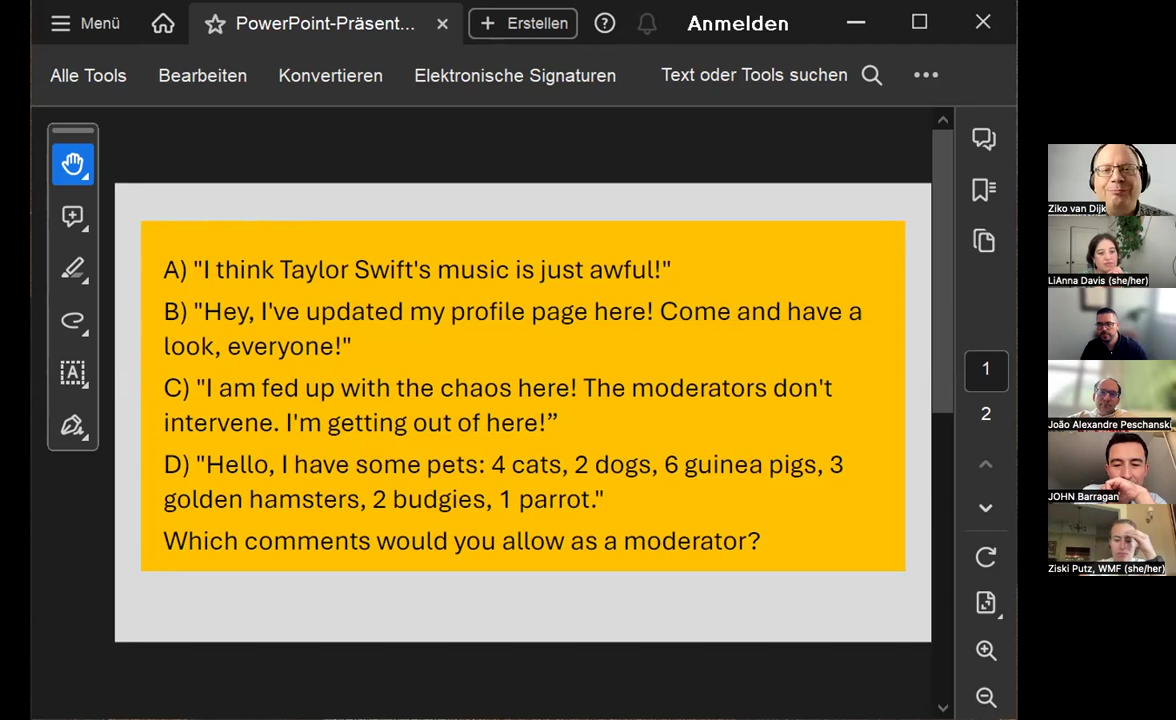 Menü
PowerPoint-Präsent...
Erstellen
Anmelden
Alle Tools
Bearbeiten
Konvertieren
Elektronische Signaturen
Text oder Tools suchen
A) "I think Taylor Swift's music is just awful!"
B) "Hey, I've updated my profile page here! Come and have a
look, everyone!"
C) "I am fed up with the chaos here! The moderators don't
intervene. I'm getting out of here!”
D) "Hello, I have some pets: 4 cats, 2 dogs, 6 guinea pigs, 3
golden hamsters, 2 budgies, 1 parrot."
Which comments would you allow as a moderator?
1
2
Ziko van Dijk
LiAnna Davis (she/her)
João Alexandre Peschanski
JOHN Barragan
Ziski Putz, WMF (she/her)